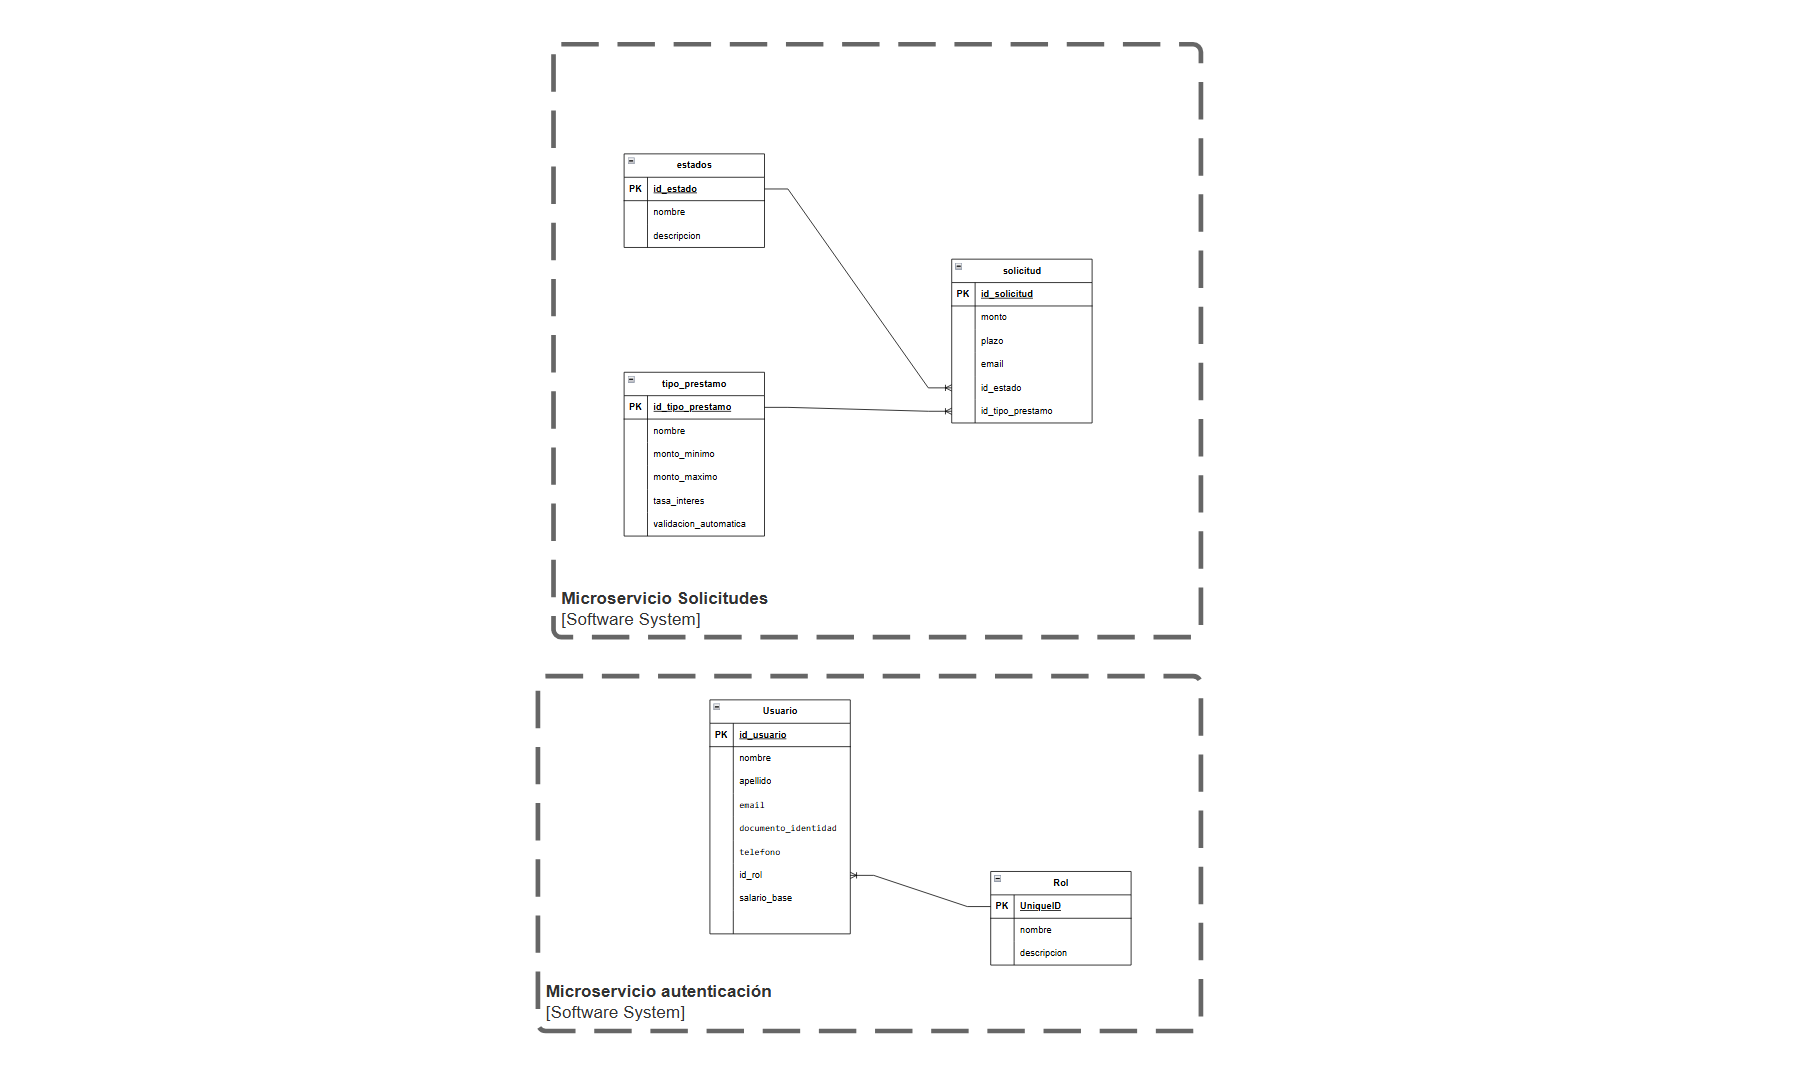 estados
PK id_estado
nombre
descripcion
solicitud
PK id_solicitud
monto
plazo
email
id_estado
id_tipo_prestamo
tipo_prestamo
PK id_tipo_prestamo
nombre
monto_minimo
monto_maximo
tasa_interes
validacion_automatica
Microservicio Solicitudes
[Software System]
Usuario
PK id_usuario
nombre
apellido
email
documento_identidad
telefono
id_rol
salario_base
Rol
PK UniqueID
nombre
descripcion
Microservicio autenticación
[Software System]